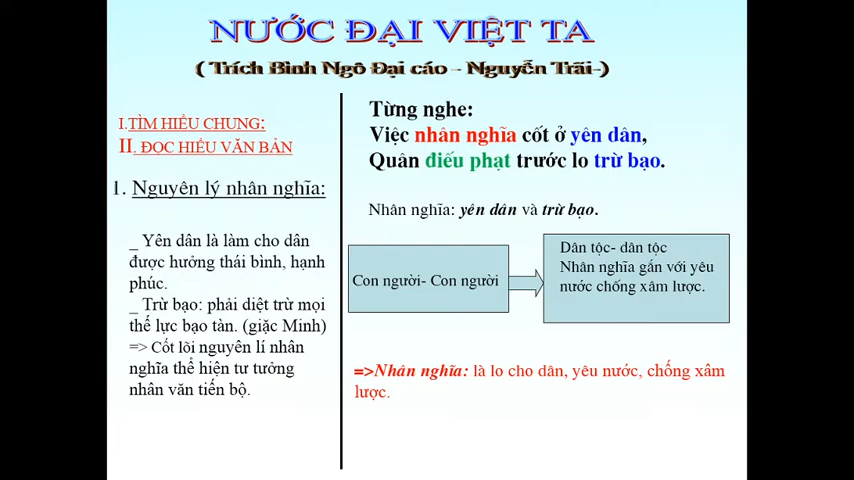 NƯỚC ĐẠI VIỆT TA
( Trích Bình Ngô Đại cáo - Nguyễn Trãi-)
I.TÌM HIỂU CHUNG:
II. ĐỌC HIỂU VĂN BẢN
1. Nguyên lý nhân nghĩa:
_ Yên dân là làm cho dân
được hưởng thái bình, hạnh
phúc.
_ Trừ bạo: phải diệt trừ mọi
thế lực bạo tàn. (giặc Minh)
=> Cốt lõi nguyên lí nhân
nghĩa thể hiện tư tưởng
nhân văn tiến bộ.
Từng nghe:
Việc nhân nghĩa cốt ở yên dân,
Quân điếu phạt trước lo trừ bạo.
Nhân nghĩa: yên dân và trừ bạo.
Con người- Con người
Dân tộc- dân tộc
Nhân nghĩa gắn với yêu
nước chống xâm lược.
=>Nhân nghĩa: là lo cho dân, yêu nước, chống xâm
lược.